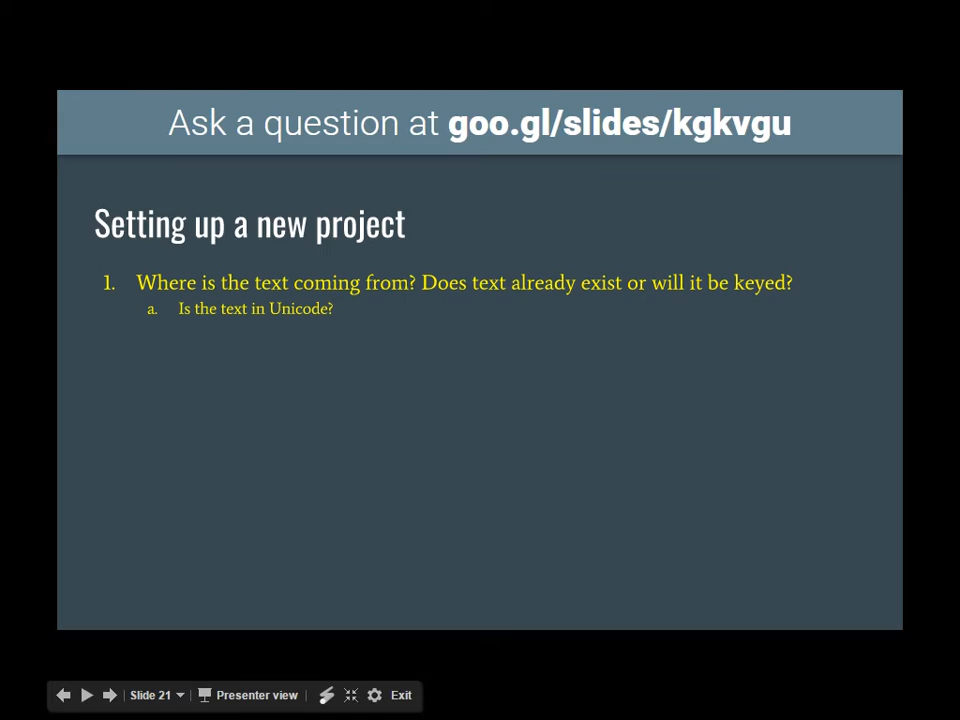 Ask a question at goo.gl/slides/kgkvgu
Setting up a new project
1. Where is the text coming from? Does text already exist or will it be keyed?
a. Is the text in Unicode?
Slide 21 Presenter view Exit